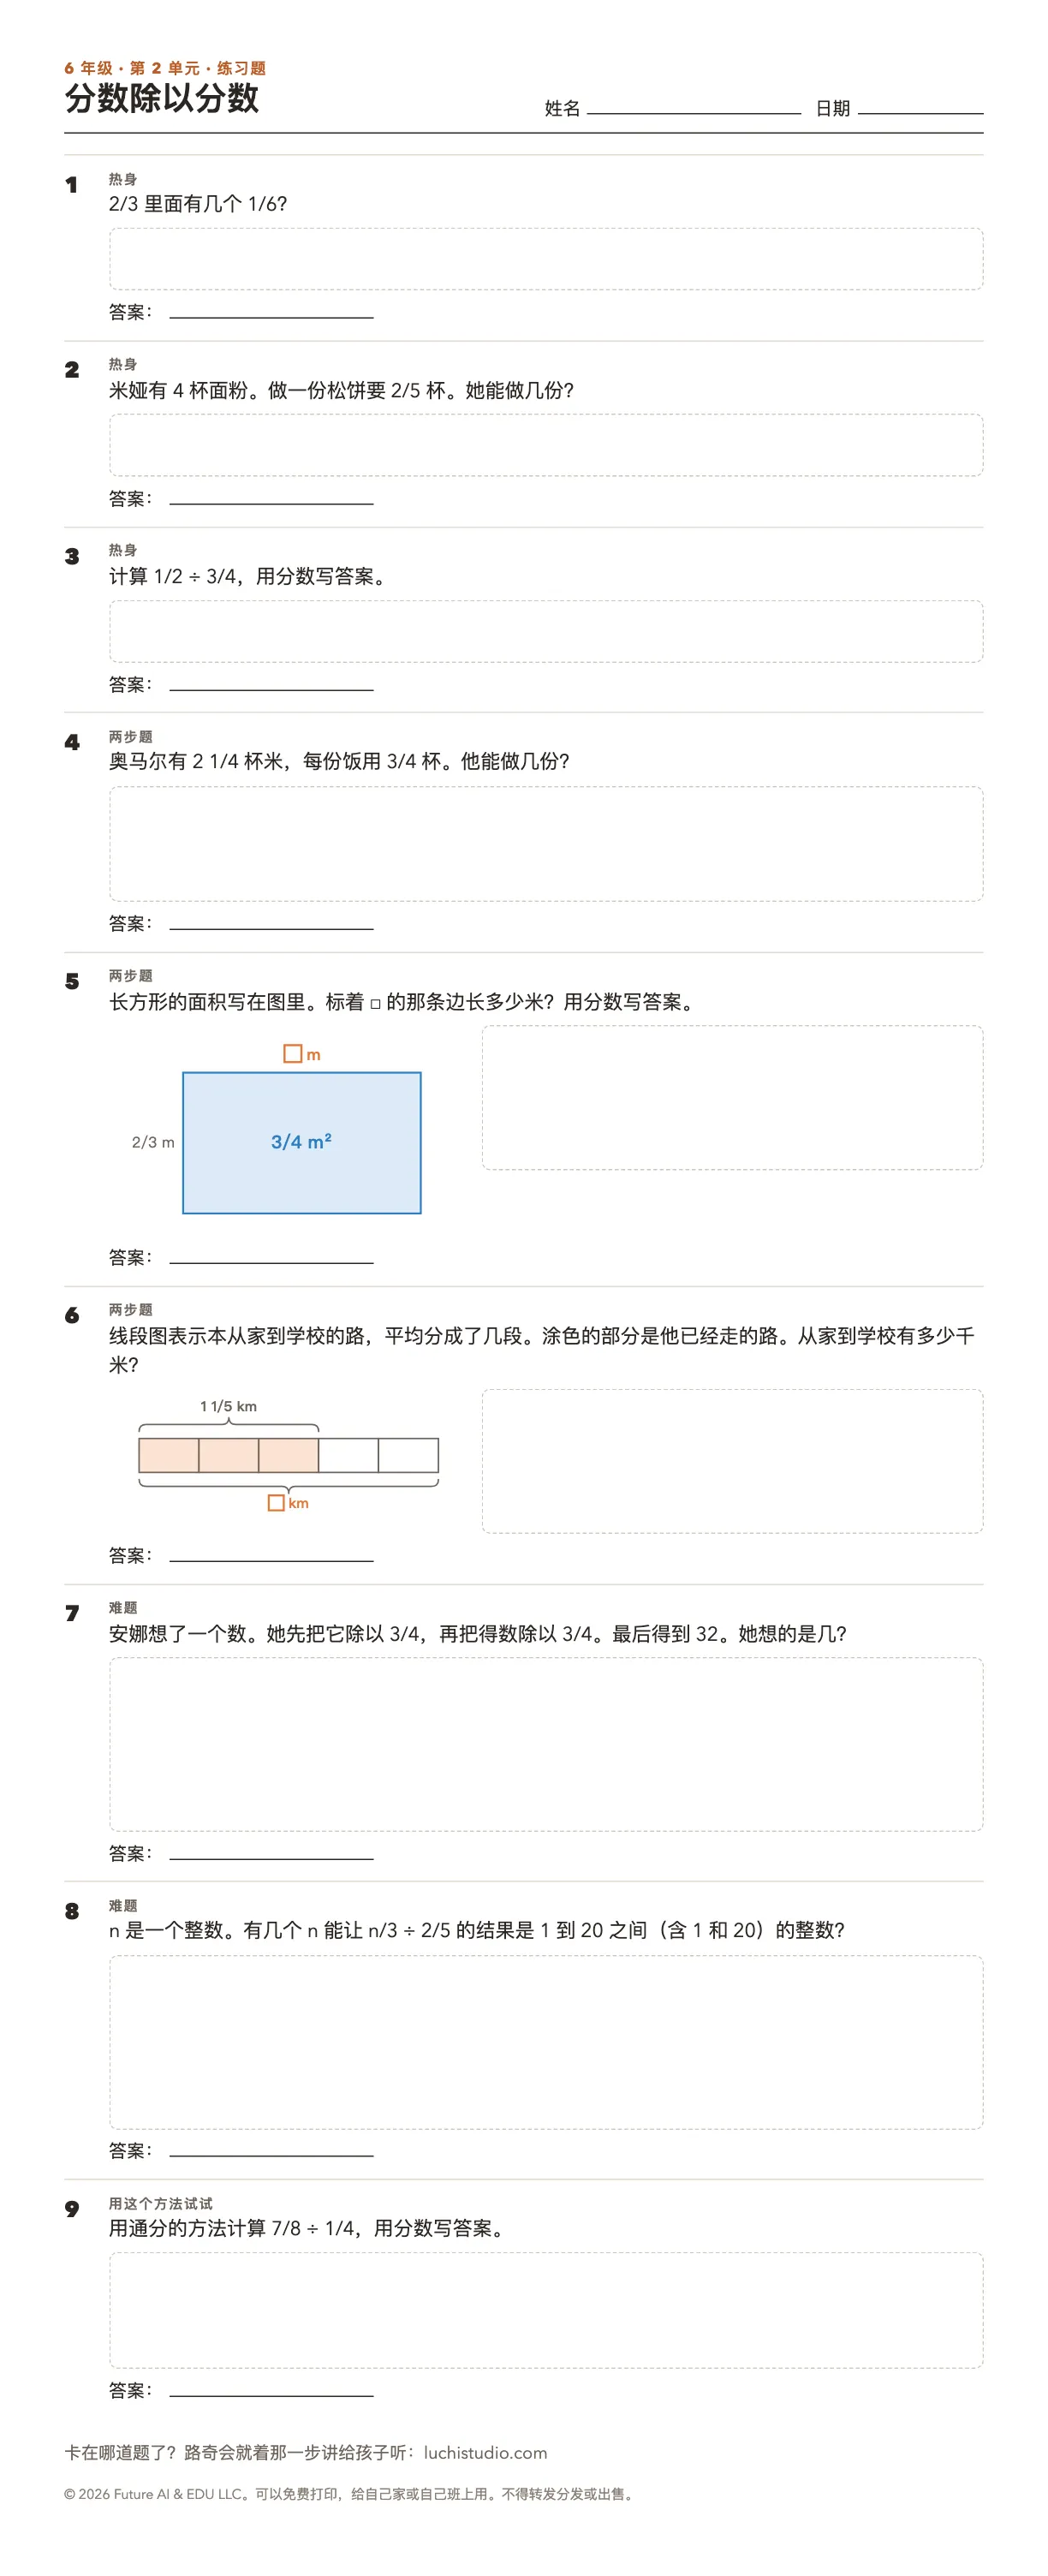 6 年级 · 第 2 单元 · 练习题
分数除以分数
姓名 日期
1
热身
2/3 里面有几个 1/6?
答案：
2
热身
米娅有 4 杯面粉。做一份松饼要 2/5 杯。她能做几份?
答案：
3
热身
计算 1/2 ÷ 3/4，用分数写答案。
答案：
4
两步题
奥马尔有 2 1/4 杯米，每份饭用 3/4 杯。他能做几份?
答案：
5
两步题
长方形的面积写在图里。标着 □ 的那条边长多少米？用分数写答案。
□ m
2/3 m
3/4 m²
答案：
6
两步题
线段图表示本从家到学校的路，平均分成了几段。涂色的部分是他已经走的路。从家到学校有多少千
米?
1 1/5 km
□ km
答案：
7
难题
安娜想了一个数。她先把它除以 3/4，再把得数除以 3/4。最后得到 32。她想的是几?
答案：
8
难题
n 是一个整数。有几个 n 能让 n/3 ÷ 2/5 的结果是 1 到 20 之间（含 1 和 20）的整数?
答案：
9
用这个方法试试
用通分的方法计算 7/8 ÷ 1/4，用分数写答案。
答案：
卡在哪道题了？路奇会就着那一步讲给孩子听：luchistudio.com
© 2026 Future AI & EDU LLC。可以免费打印，给自己家或自己班上用。不得转发分发或出售。